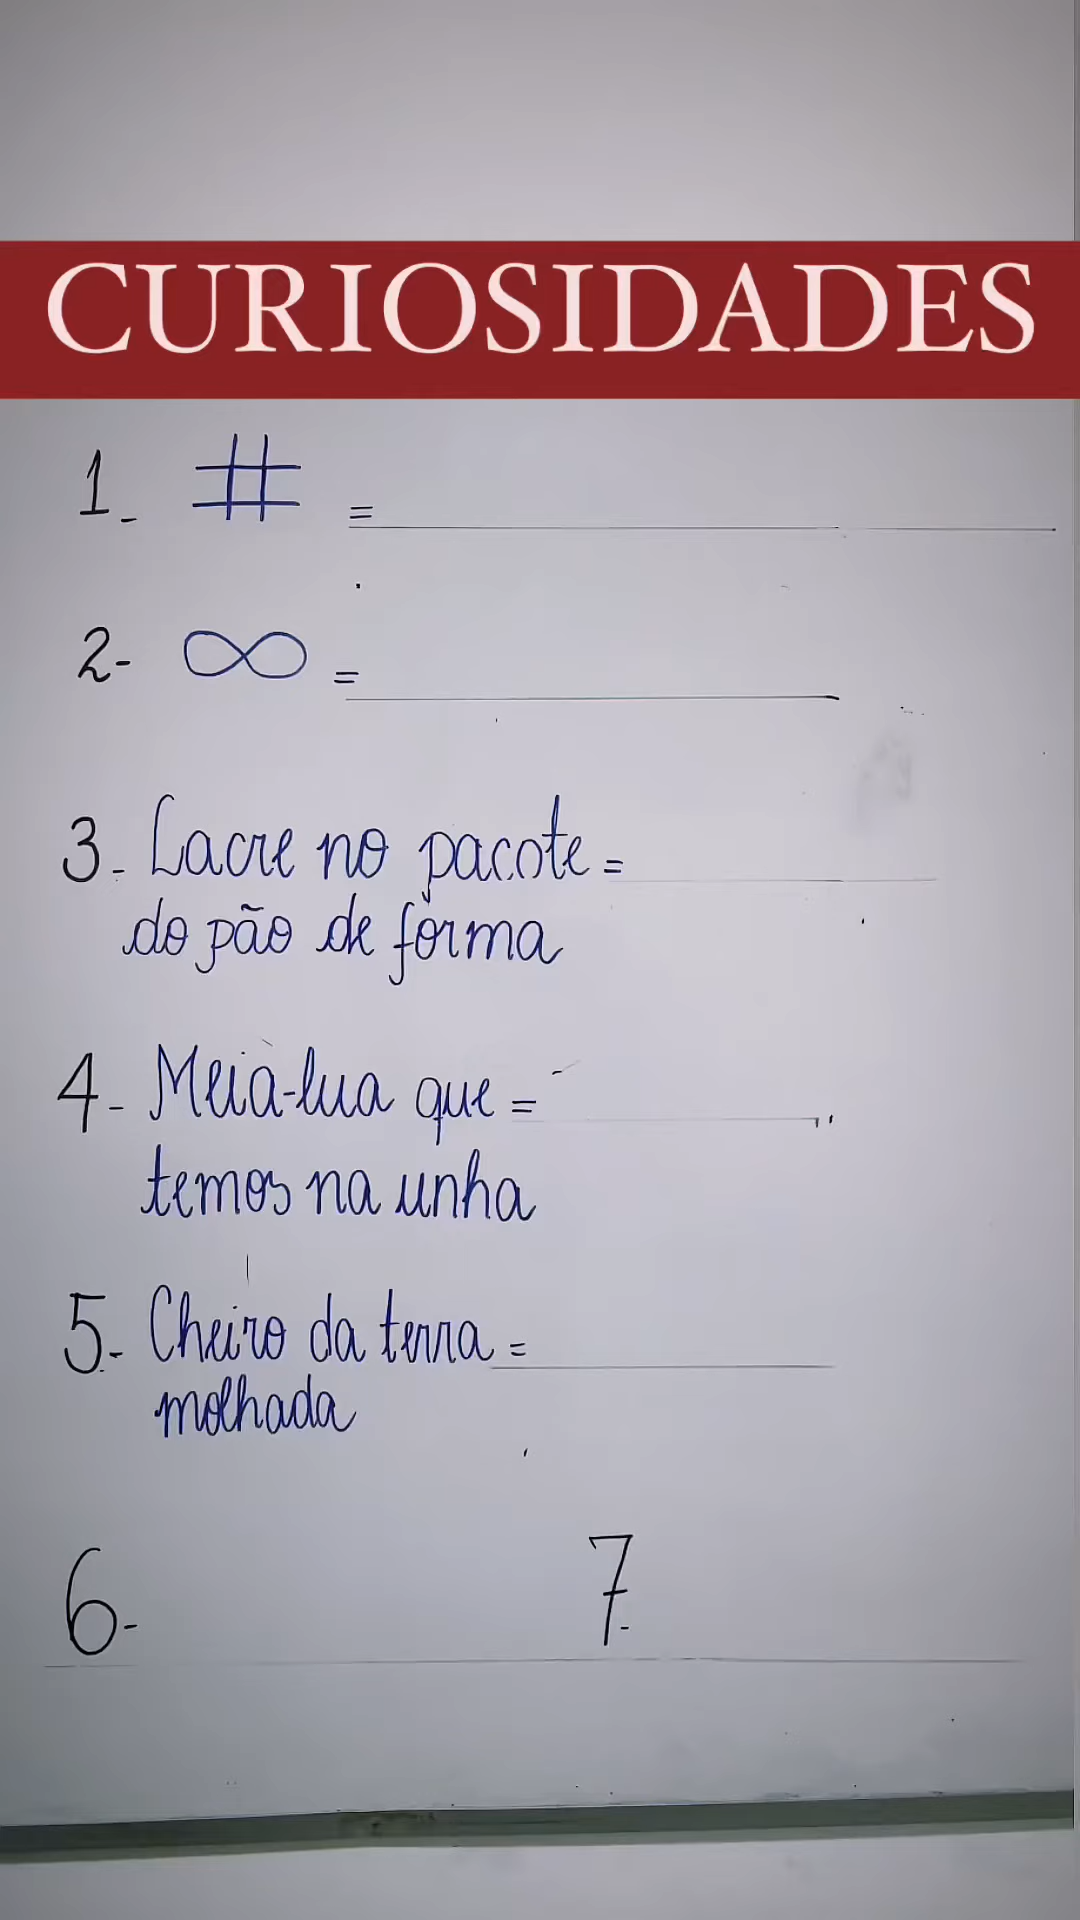 CURIOSIDADES
1- # =
2- ∞ =
3- Lacre no pacote =
do pão de forma
4- Meia-lua que =
temos na unha
5- Cheiro da terra =
molhada
6- 7-